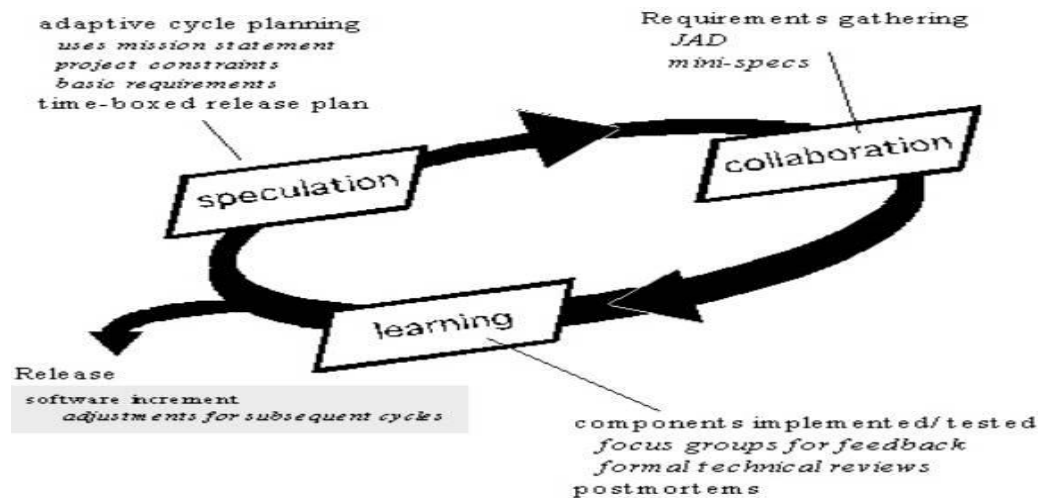 adaptive cycle planning
uses mission statement
project constraints
basic requirements
time-boxed release plan
Requirements gathering
JAD
mini-specs
speculation
collaboration
learning
Release
software increment
adjustments for subsequent cycles
components implemented/ tested
focus groups for feedback
formal technical reviews
postmortems